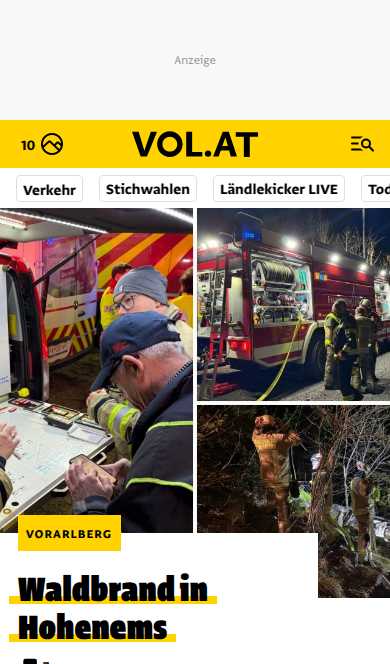 Anzeige
10
VOL.AT
Verkehr
Stichwahlen
Ländlekicker LIVE
VORARLBERG
Waldbrand in
Hohenems